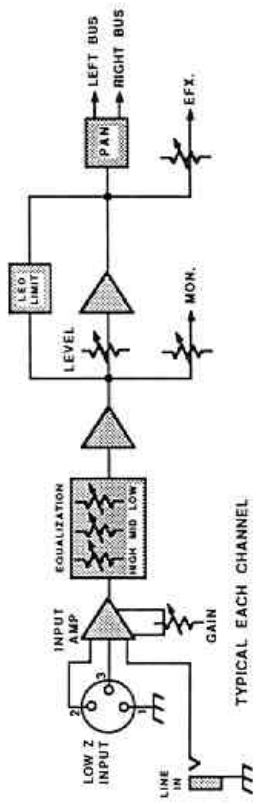 LEFT BUS
RIGHT BUS
PAN
EFX.
LED
LIMIT
LEVEL
MON.
EQUALIZATION
HIGH MID LOW
INPUT
AMP
GAIN
LOW Z
INPUT
2
3
1
LINE
IN
TYPICAL EACH CHANNEL